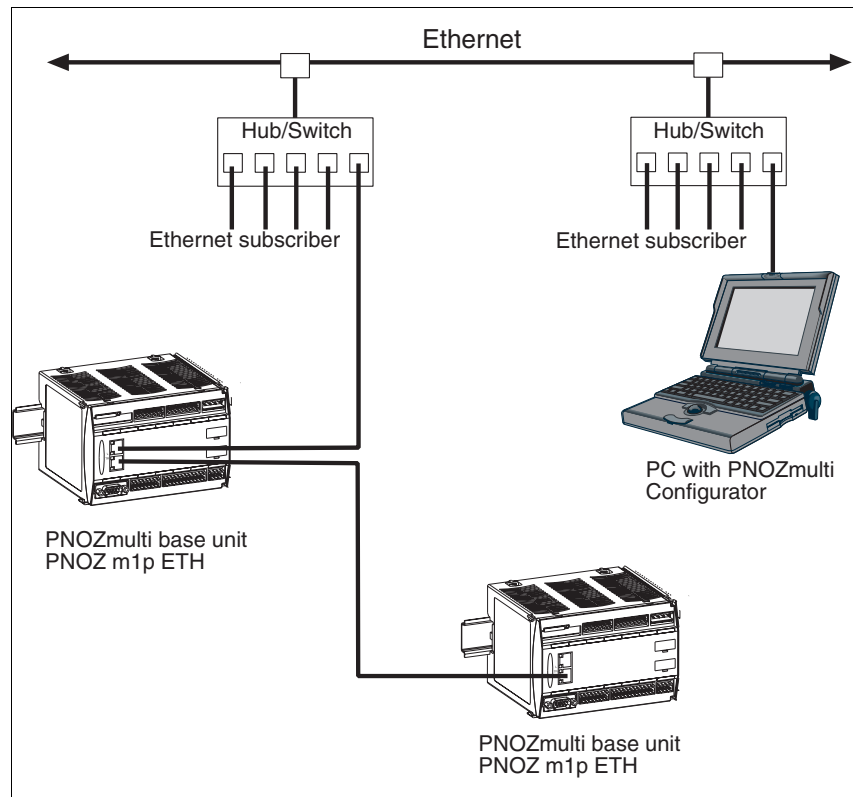 Ethernet
Hub/Switch
Hub/Switch
Ethernet subscriber
Ethernet subscriber
PC with PNOZmulti
Configurator
PNOZmulti base unit
PNOZ m1p ETH
PNOZmulti base unit
PNOZ m1p ETH